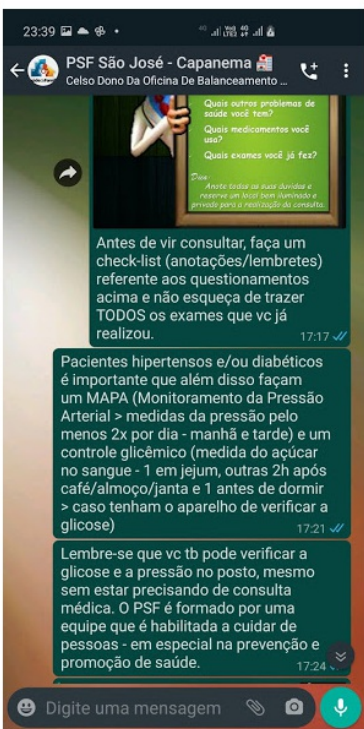 23:39
PSF São José - Capanema
Celso Dono Da Oficina De Balanceamento ...
Quais outros problemas de
saúde você tem?
Quais medicamentos você
usa?
Quais exames você já fez?
Dica:
Anote todas as suas duvidas e
reserve um local bem iluminado e
privado para a realização da consulta.
Antes de vir consultar, faça um
check-list (anotações/lembretes)
referente aos questionamentos
acima e não esqueça de trazer
TODOS os exames que vc já
realizou.
17:17
Pacientes hipertensos e/ou diabéticos
é importante que além disso façam
um MAPA (Monitoramento da Pressão
Arterial > medidas da pressão pelo
menos 2x por dia - manhã e tarde) e um
controle glicêmico (medida do açúcar
no sangue - 1 em jejum, outras 2h após
café/almoço/janta e 1 antes de dormir
> caso tenham o aparelho de verificar a
glicose)
17:21
Lembre-se que vc tb pode verificar a
glicose e a pressão no posto, mesmo
sem estar precisando de consulta
médica. O PSF é formado por uma
equipe que é habilitada a cuidar de
pessoas - em especial na prevenção e
promoção de saúde.
17:24
Digite uma mensagem